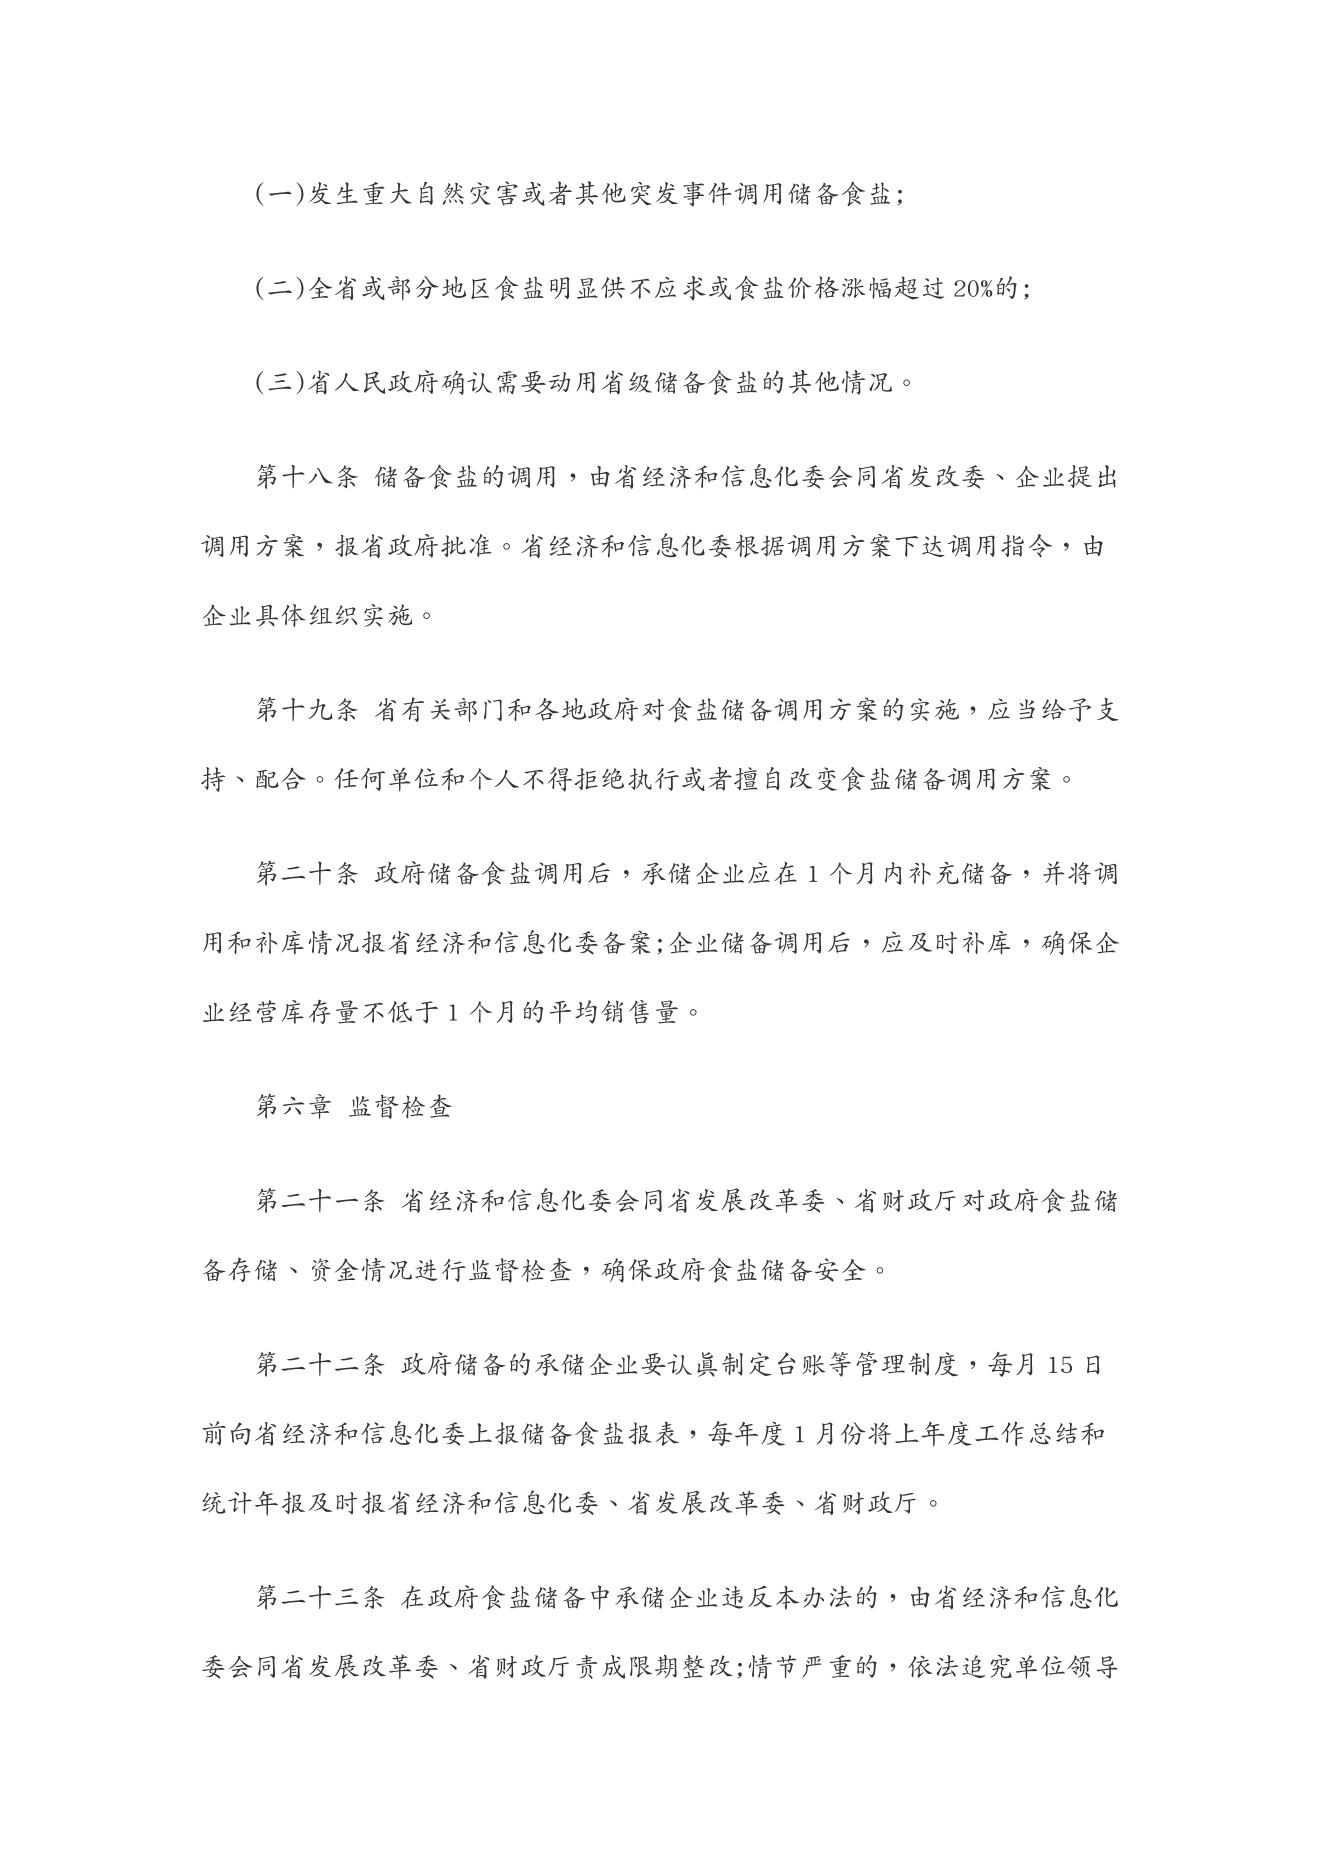 (一)发生重大自然灾害或者其他突发事件调用储备食盐;
(二)全省或部分地区食盐明显供不应求或食盐价格涨幅超过 20%的;
(三)省人民政府确认需要动用省级储备食盐的其他情况。
第十八条 储备食盐的调用，由省经济和信息化委会同省发改委、企业提出
调用方案，报省政府批准。省经济和信息化委根据调用方案下达调用指令，由
企业具体组织实施。
第十九条 省有关部门和各地政府对食盐储备调用方案的实施，应当给予支
持、配合。任何单位和个人不得拒绝执行或者擅自改变食盐储备调用方案。
第二十条 政府储备食盐调用后，承储企业应在 1 个月内补充储备，并将调
用和补库情况报省经济和信息化委备案;企业储备调用后，应及时补库，确保企
业经营库存量不低于 1 个月的平均销售量。
第六章 监督检查
第二十一条 省经济和信息化委会同省发展改革委、省财政厅对政府食盐储
备存储、资金情况进行监督检查，确保政府食盐储备安全。
第二十二条 政府储备的承储企业要认真制定台账等管理制度，每月 15 日
前向省经济和信息化委上报储备食盐报表，每年度 1 月份将上年度工作总结和
统计年报及时报省经济和信息化委、省发展改革委、省财政厅。
第二十三条 在政府食盐储备中承储企业违反本办法的，由省经济和信息化
委会同省发展改革委、省财政厅责成限期整改;情节严重的，依法追究单位领导